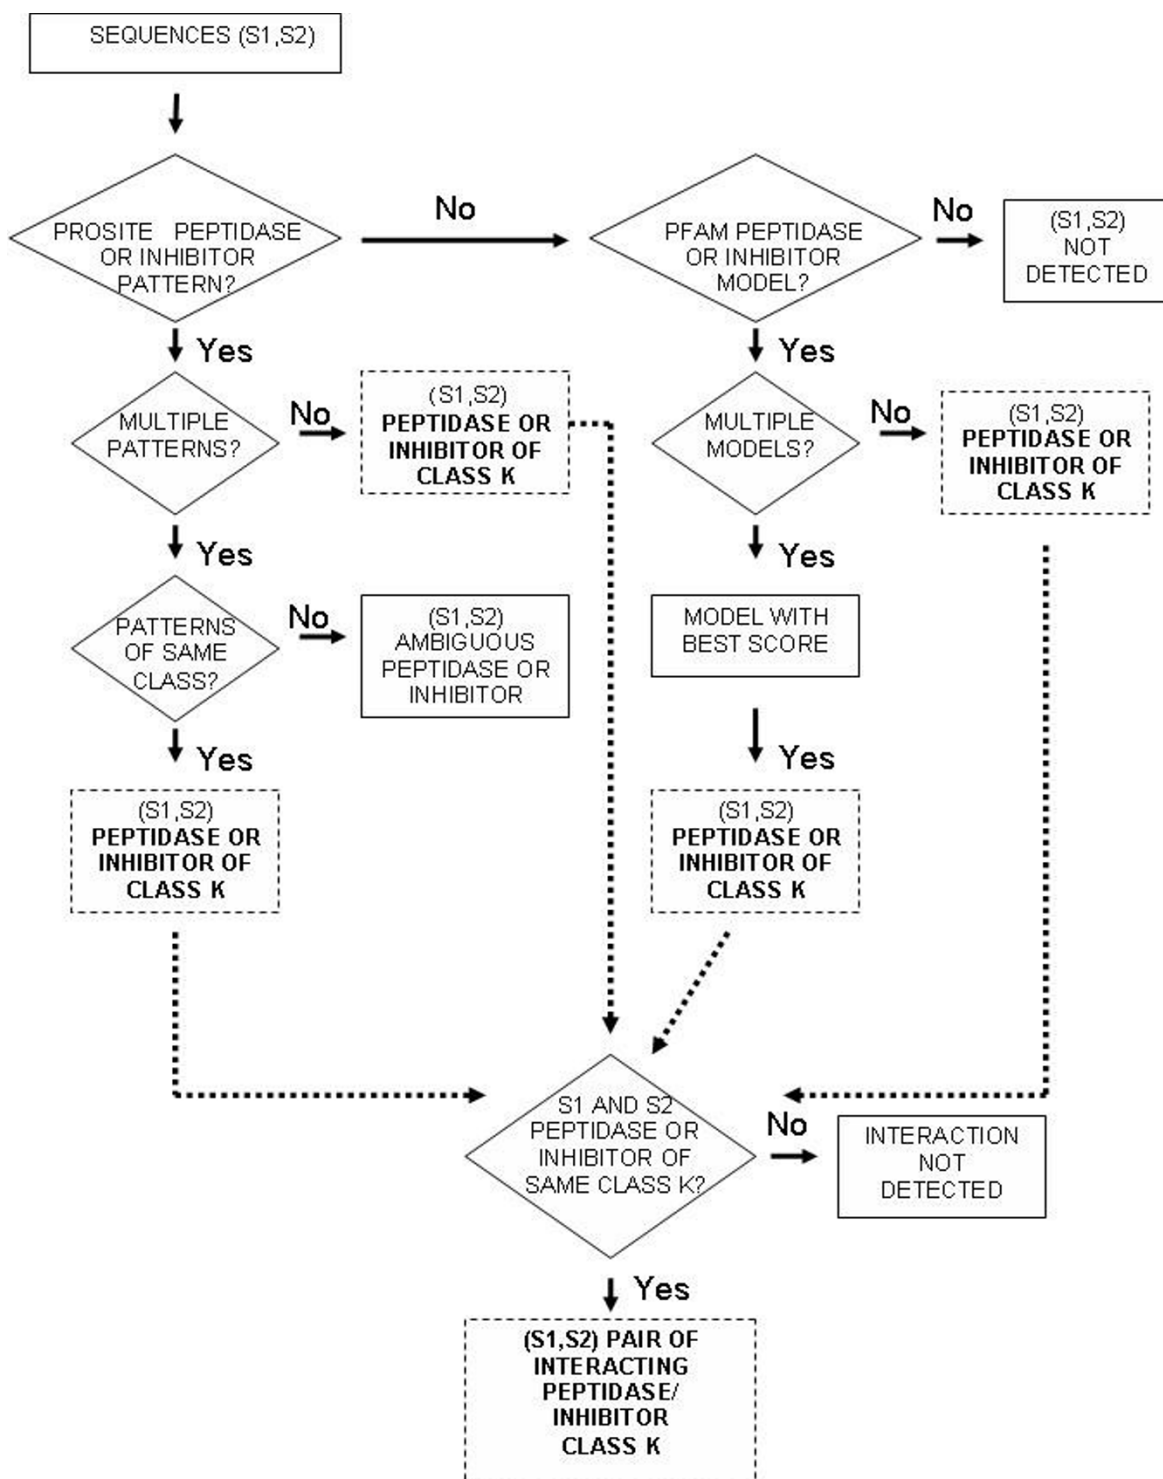 SEQUENCES (S1,S2)
PROSITE PEPTIDASE
OR INHIBITOR
PATTERN?
No
PFAM PEPTIDASE
OR INHIBITOR
MODEL?
No
(S1,S2)
NOT
DETECTED
Yes
Yes
MULTIPLE
PATTERNS?
No
(S1,S2)
PEPTIDASE OR
INHIBITOR OF
CLASS K
MULTIPLE
MODELS?
No
(S1,S2)
PEPTIDASE OR
INHIBITOR OF
CLASS K
Yes
Yes
PATTERNS
OF SAME
CLASS?
No
(S1,S2)
AMBIGUOUS
PEPTIDASE OR
INHIBITOR
MODEL WITH
BEST SCORE
Yes
Yes
(S1,S2)
PEPTIDASE OR
INHIBITOR OF
CLASS K
(S1,S2)
PEPTIDASE OR
INHIBITOR OF
CLASS K
S1 AND S2
PEPTIDASE OR
INHIBITOR OF
SAME CLASS K?
No
INTERACTION
NOT
DETECTED
Yes
(S1,S2) PAIR OF
INTERACTING
PEPTIDASE/
INHIBITOR
CLASS K